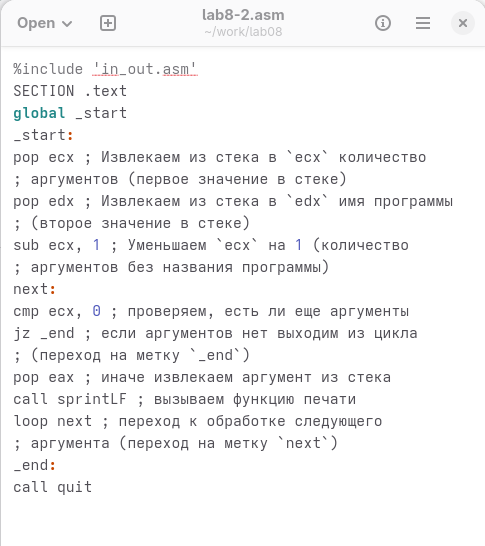 Open
lab8-2.asm
~/work/lab08
%include 'in_out.asm'
SECTION .text
global _start
_start:
pop ecx ; Извлекаем из стека в `ecx` количество
; аргументов (первое значение в стеке)
pop edx ; Извлекаем из стека в `edx` имя программы
; (второе значение в стеке)
sub ecx, 1 ; Уменьшаем `ecx` на 1 (количество
; аргументов без названия программы)
next:
cmp ecx, 0 ; проверяем, есть ли еще аргументы
jz _end ; если аргументов нет выходим из цикла
; (переход на метку `_end`)
pop eax ; иначе извлекаем аргумент из стека
call sprintLF ; вызываем функцию печати
loop next ; переход к обработке следующего
; аргумента (переход на метку `next`)
_end:
call quit